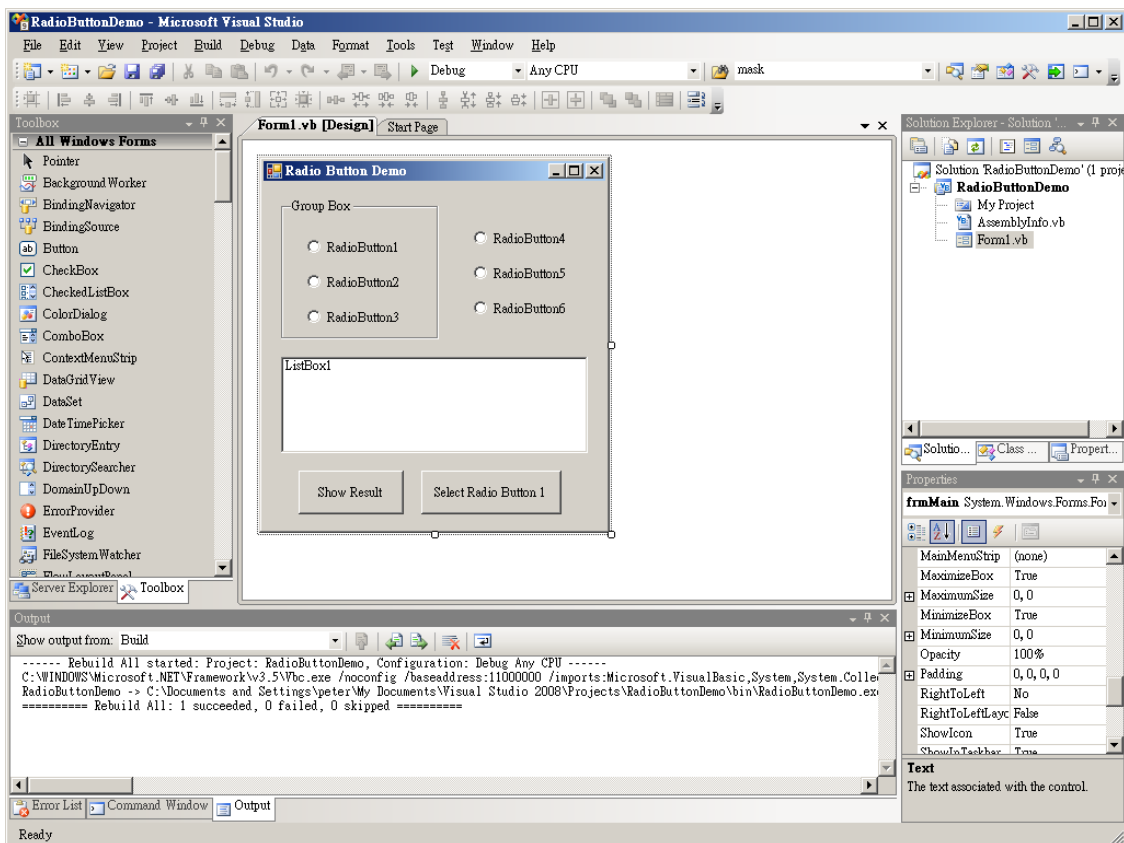 RadioButtonDemo - Microsoft Visual Studio
File Edit View Project Build Debug Data Format Tools Test Window Help
Debug Any CPU mask
Toolbox
All Windows Forms
Pointer
BackgroundWorker
BindingNavigator
BindingSource
Button
CheckBox
CheckedListBox
ColorDialog
ComboBox
ContextMenuStrip
DataGridView
DataSet
DateTimePicker
DirectoryEntry
DirectorySearcher
DomainUpDown
ErrorProvider
EventLog
FileSystemWatcher
FlowLayoutPanel
Server Explorer Toolbox
Form1.vb [Design] Start Page
Radio Button Demo
Group Box
RadioButton1
RadioButton2
RadioButton3
RadioButton4
RadioButton5
RadioButton6
ListBox1
Show Result Select Radio Button 1
Solution Explorer - Solution '...
Solution 'RadioButtonDemo' (1 proje
RadioButtonDemo
My Project
AssemblyInfo.vb
Form1.vb
Solutio... Class ... Propert...
Properties
frmMain System.Windows.Forms.For
MainMenuStrip (none)
MaximizeBox True
MaximumSize 0, 0
MinimizeBox True
MinimumSize 0, 0
Opacity 100%
Padding 0, 0, 0, 0
RightToLeft No
RightToLeftLayo False
ShowIcon True
ShowInTaskbar True
Text
The text associated with the control.
Output
Show output from: Build
------ Rebuild All started: Project: RadioButtonDemo, Configuration: Debug Any CPU ------
C:\WINDOWS\Microsoft.NET\Framework\v3.5\Vbc.exe /noconfig /baseaddress:11000000 /imports:Microsoft.VisualBasic,System,System.Collec
RadioButtonDemo -> C:\Documents and Settings\peter\My Documents\Visual Studio 2008\Projects\RadioButtonDemo\bin\RadioButtonDemo.exe
========== Rebuild All: 1 succeeded, 0 failed, 0 skipped ==========
Error List Command Window Output
Ready